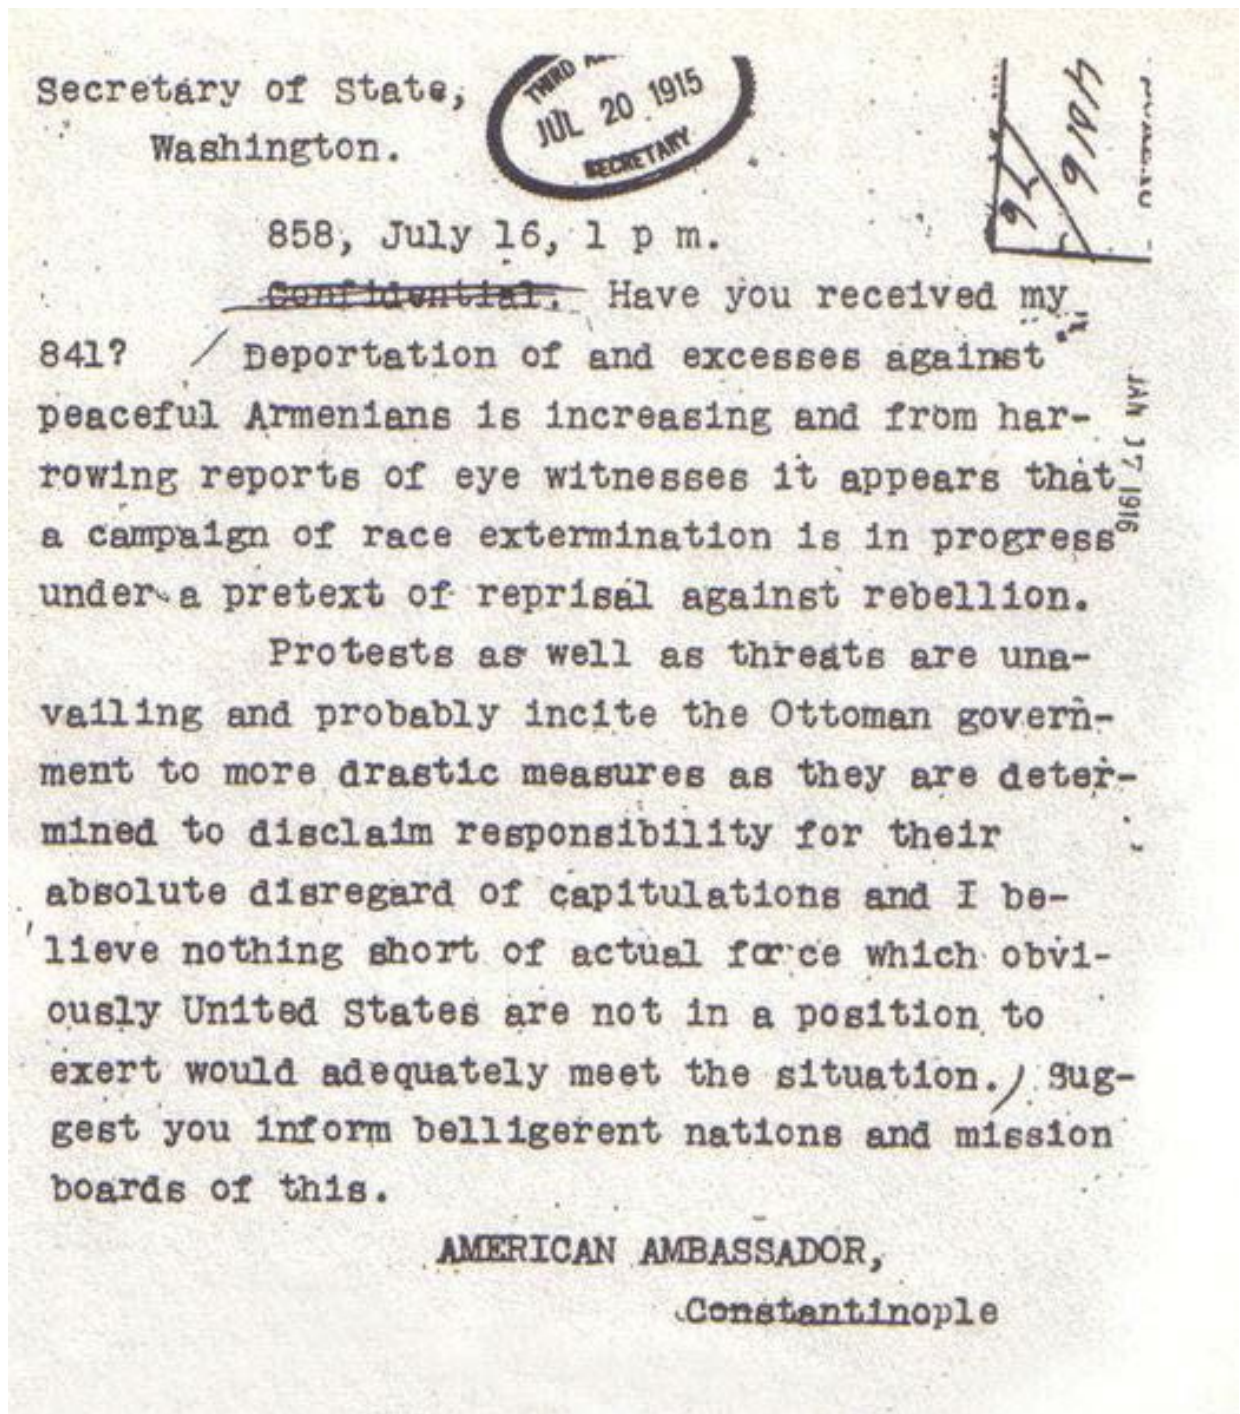 Secretary of State,
Washington.
THIRD
JUL 20 1915
SECRETARY
858, July 16, 1 p m.
Confidential. Have you received my
841? Deportation of and excesses against
peaceful Armenians is increasing and from har-
rowing reports of eye witnesses it appears that
a campaign of race extermination is in progress
under a pretext of reprisal against rebellion.
Protests as well as threats are una-
vailing and probably incite the Ottoman govern-
ment to more drastic measures as they are deter-
mined to disclaim responsibility for their
absolute disregard of capitulations and I be-
lieve nothing short of actual force which obvi-
ously United States are not in a position to
exert would adequately meet the situation. Sug-
gest you inform belligerent nations and mission
boards of this.
AMERICAN AMBASSADOR,
Constantinople
76
JAN 1916